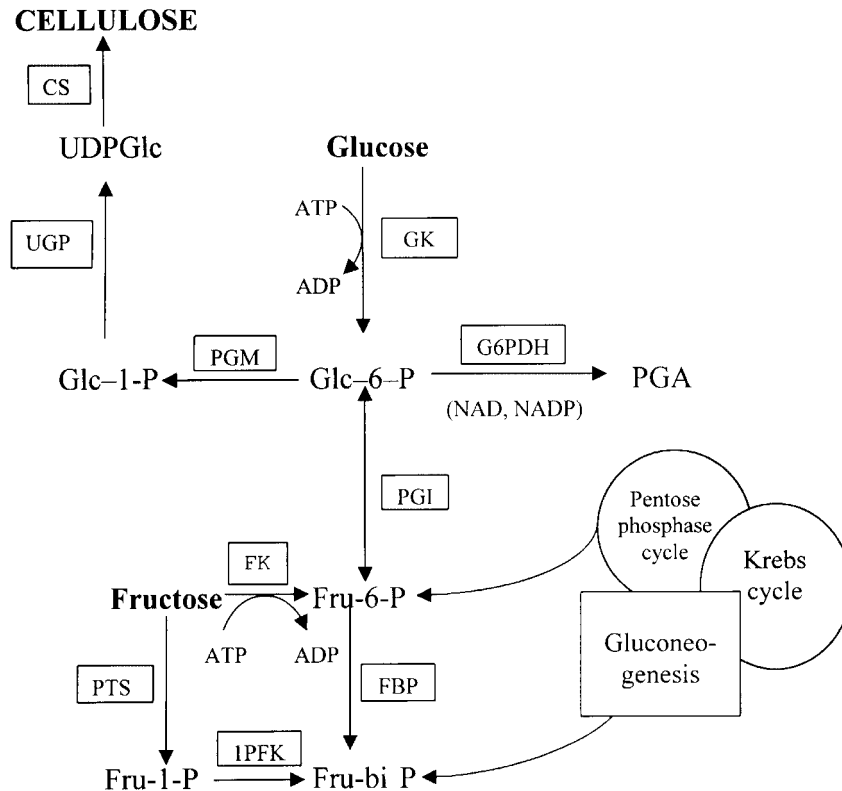 CELLULOSE
CS
UDPGlc
Glucose
ATP
UGP
GK
ADP
PGM
G6PDH
Glc–1-P
Glc–6–P
PGA
(NAD, NADP)
PGI
Pentose
phosphase
cycle
Krebs
cycle
FK
Fructose
Fru-6-P
ATP
ADP
Gluconeo-
genesis
PTS
FBP
1PFK
Fru-1-P
Fru-bi P